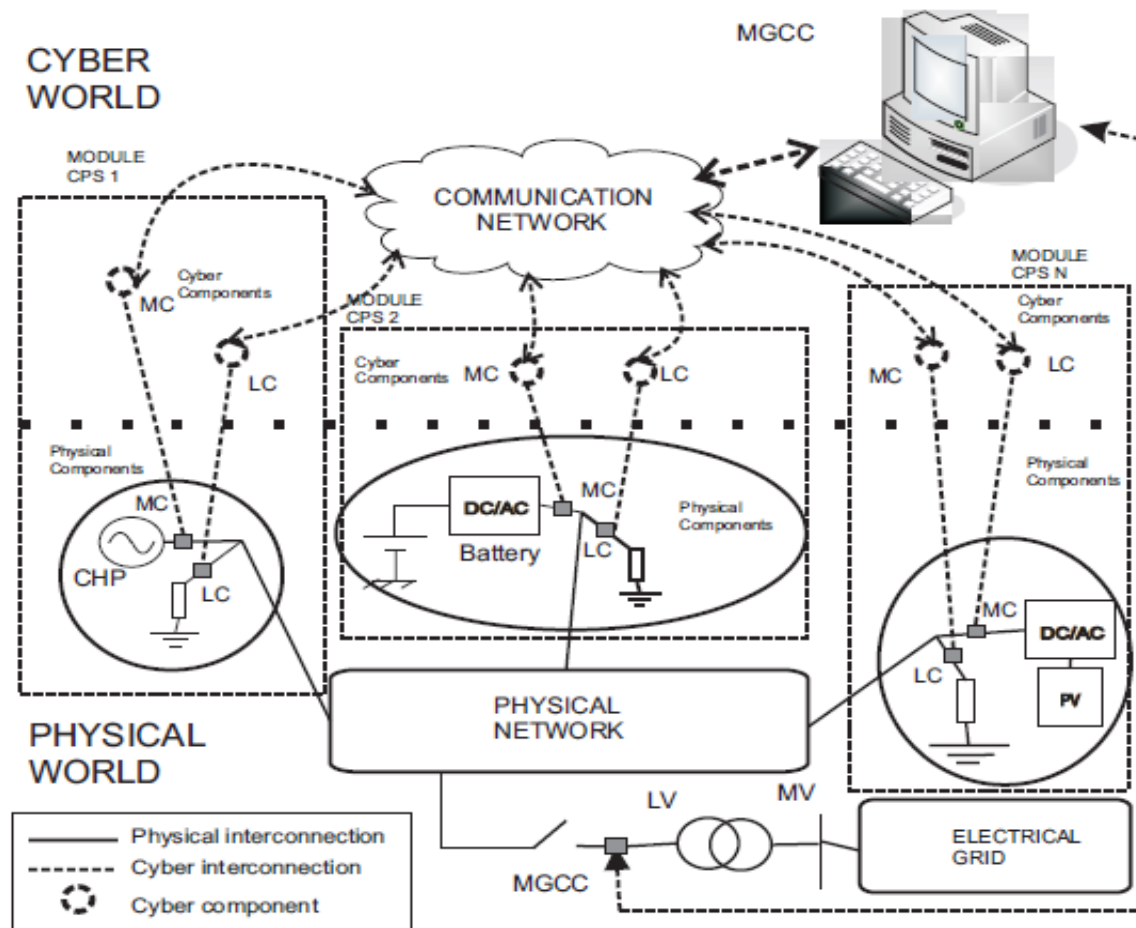 MGCC
CYBER
WORLD
MODULE
CPS 1
COMMUNICATION
NETWORK
MODULE
CPS N
Cyber
Components
MC
Cyber
Components
MODULE
CPS 2
LC
Cyber
Components
MC
LC
MC
LC
Physical
Components
MC
CHP
LC
DC/AC
Battery
MC
LC
Physical
Components
Physical
Components
MC
LC
DC/AC
PV
PHYSICAL
NETWORK
PHYSICAL
WORLD
LV
MV
MGCC
ELECTRICAL
GRID
Physical interconnection
Cyber interconnection
Cyber component